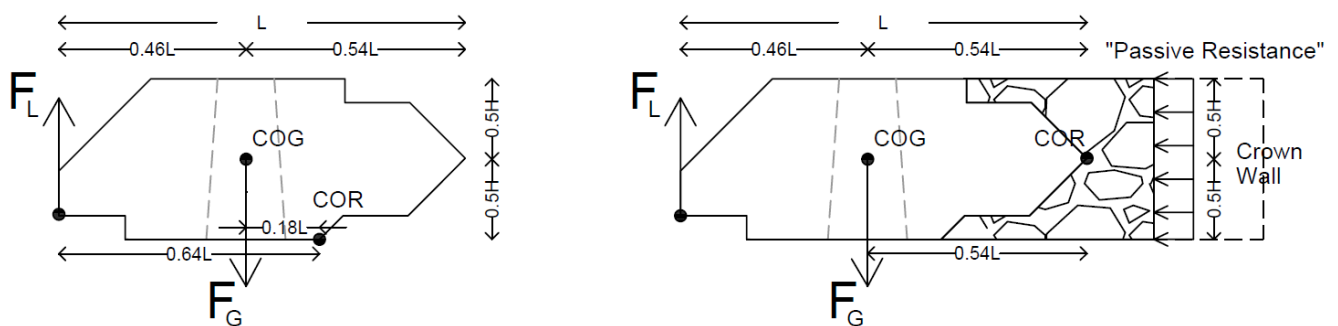 L
0.46L
0.54L
F_L
COG
COR
0.18L
0.64L
F_G
0.5H
0.5H
L
0.46L
0.54L
"Passive Resistance"
F_L
COG
COR
0.54L
F_G
0.5H
0.5H
Crown
Wall